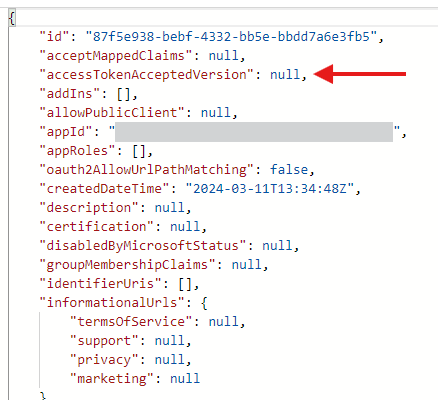 {
"id": "87f5e938-bebf-4332-bb5e-bbdd7a6e3fb5",
"acceptMappedClaims": null,
"accessTokenAcceptedVersion": null,
"addIns": [],
"allowPublicClient": null,
"appId": "",
"appRoles": [],
"oauth2AllowUrlPathMatching": false,
"createdDateTime": "2024-03-11T13:34:48Z",
"description": null,
"certification": null,
"disabledByMicrosoftStatus": null,
"groupMembershipClaims": null,
"identifierUris": [],
"informationalUrls": {
"termsOfService": null,
"support": null,
"privacy": null,
"marketing": null
}